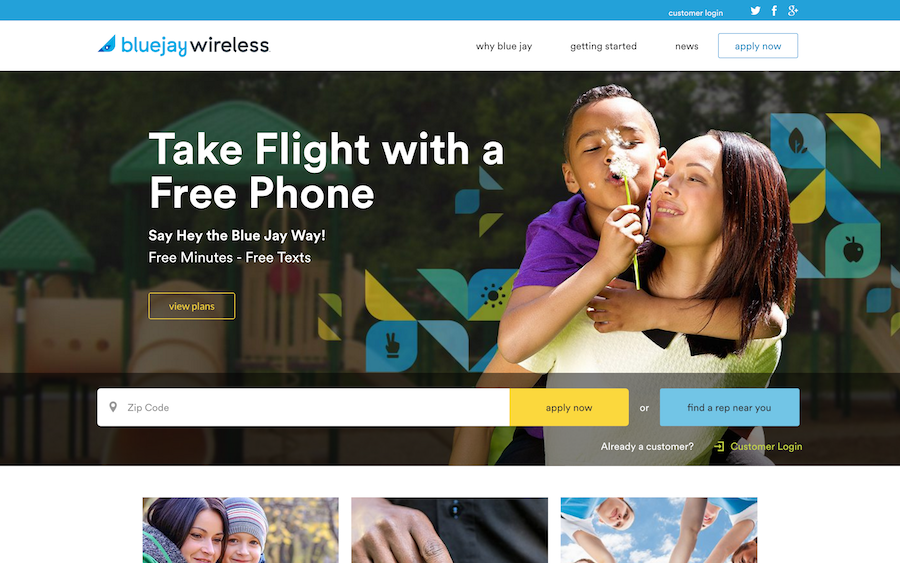 customer login
bluejay wireless
why blue jay
getting started
news
apply now
Take Flight with a
Free Phone
Say Hey the Blue Jay Way!
Free Minutes - Free Texts
view plans
Zip Code
apply now
or
find a rep near you
Already a customer?
Customer Login